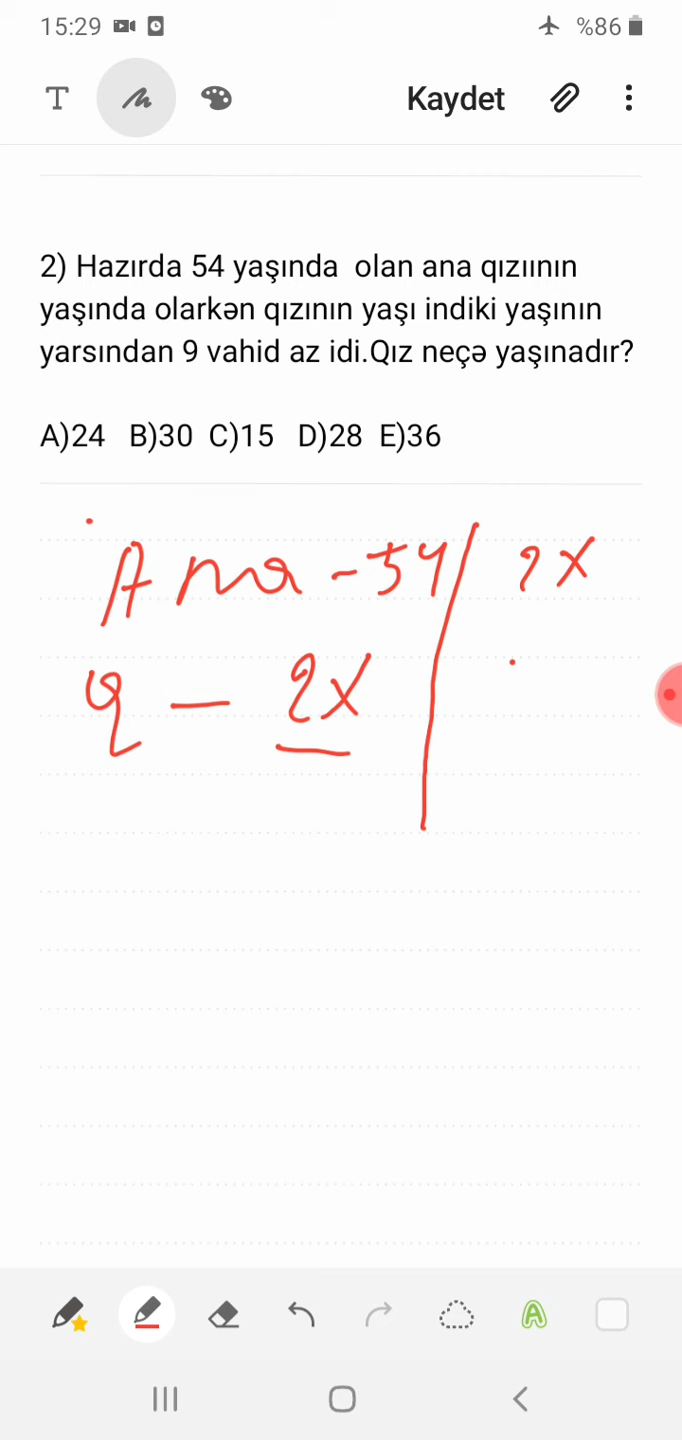 15:29 %86
T Kaydet
2) Hazırda 54 yaşında olan ana qızıının
yaşında olarkən qızının yaşı indiki yaşının
yarsından 9 vahid az idi.Qız neçə yaşınadır?
A)24 B)30 C)15 D)28 E)36
Ana - 54 2x
q - 2x
A